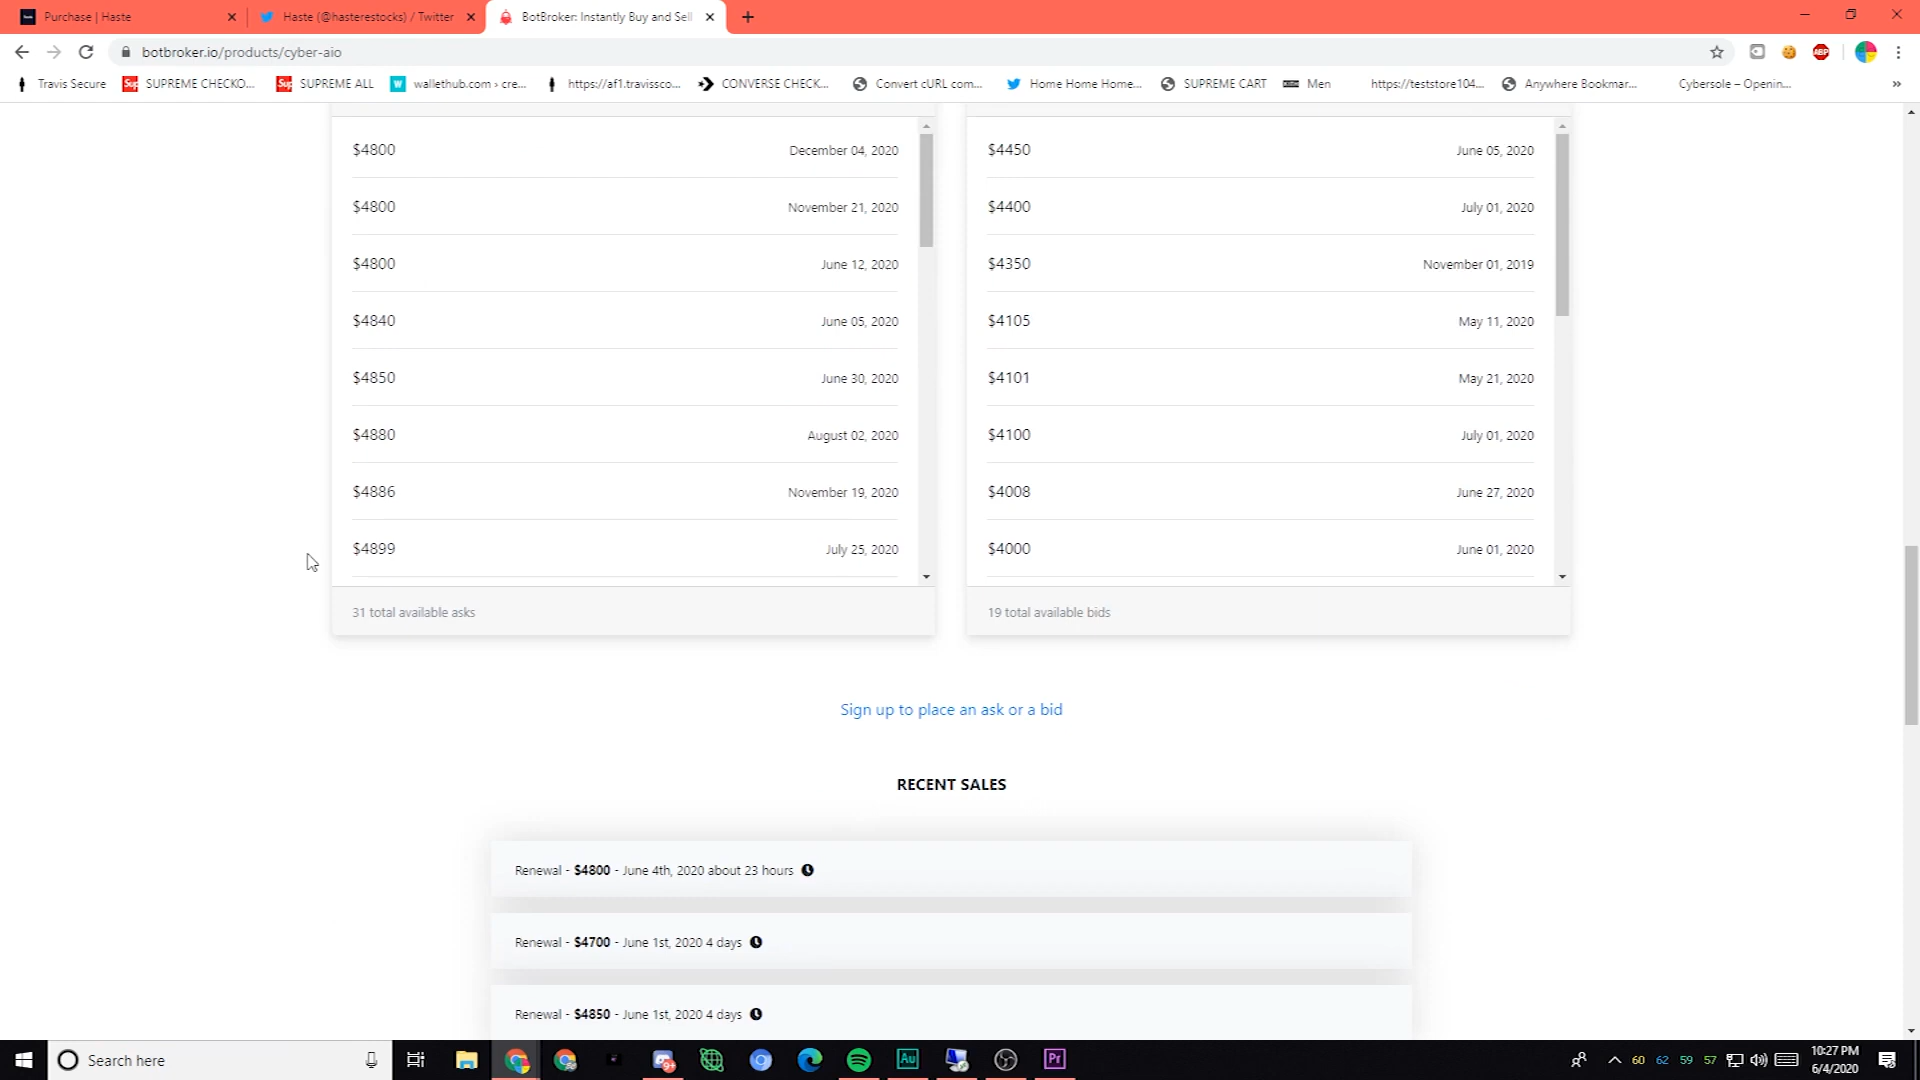 Purchase | Haste
Haste (@hasterestocks) / Twitter
BotBroker: Instantly Buy and Sell
botbroker.io/products/cyber-aio
ABP
Travis Secure
Sup SUPREME CHECKO...
Sup SUPREME ALL
W wallethub.com › cre...
https://af1.travissco...
CONVERSE CHECK...
Convert cURL com...
Home Home Home...
SUPREME CART
Men
https://teststore104...
Anywhere Bookmar...
Cybersole – Openin...
»
$4800 December 04, 2020
$4800 November 21, 2020
$4800 June 12, 2020
$4840 June 05, 2020
$4850 June 30, 2020
$4880 August 02, 2020
$4886 November 19, 2020
$4899 July 25, 2020
31 total available asks
$4450 June 05, 2020
$4400 July 01, 2020
$4350 November 01, 2019
$4105 May 11, 2020
$4101 May 21, 2020
$4100 July 01, 2020
$4008 June 27, 2020
$4000 June 01, 2020
19 total available bids
Sign up to place an ask or a bid
RECENT SALES
Renewal - $4800 - June 4th, 2020 about 23 hours
Renewal - $4700 - June 1st, 2020 4 days
Renewal - $4850 - June 1st, 2020 4 days
Search here
Au
Pr
60 62 59 57
10:27 PM
6/4/2020